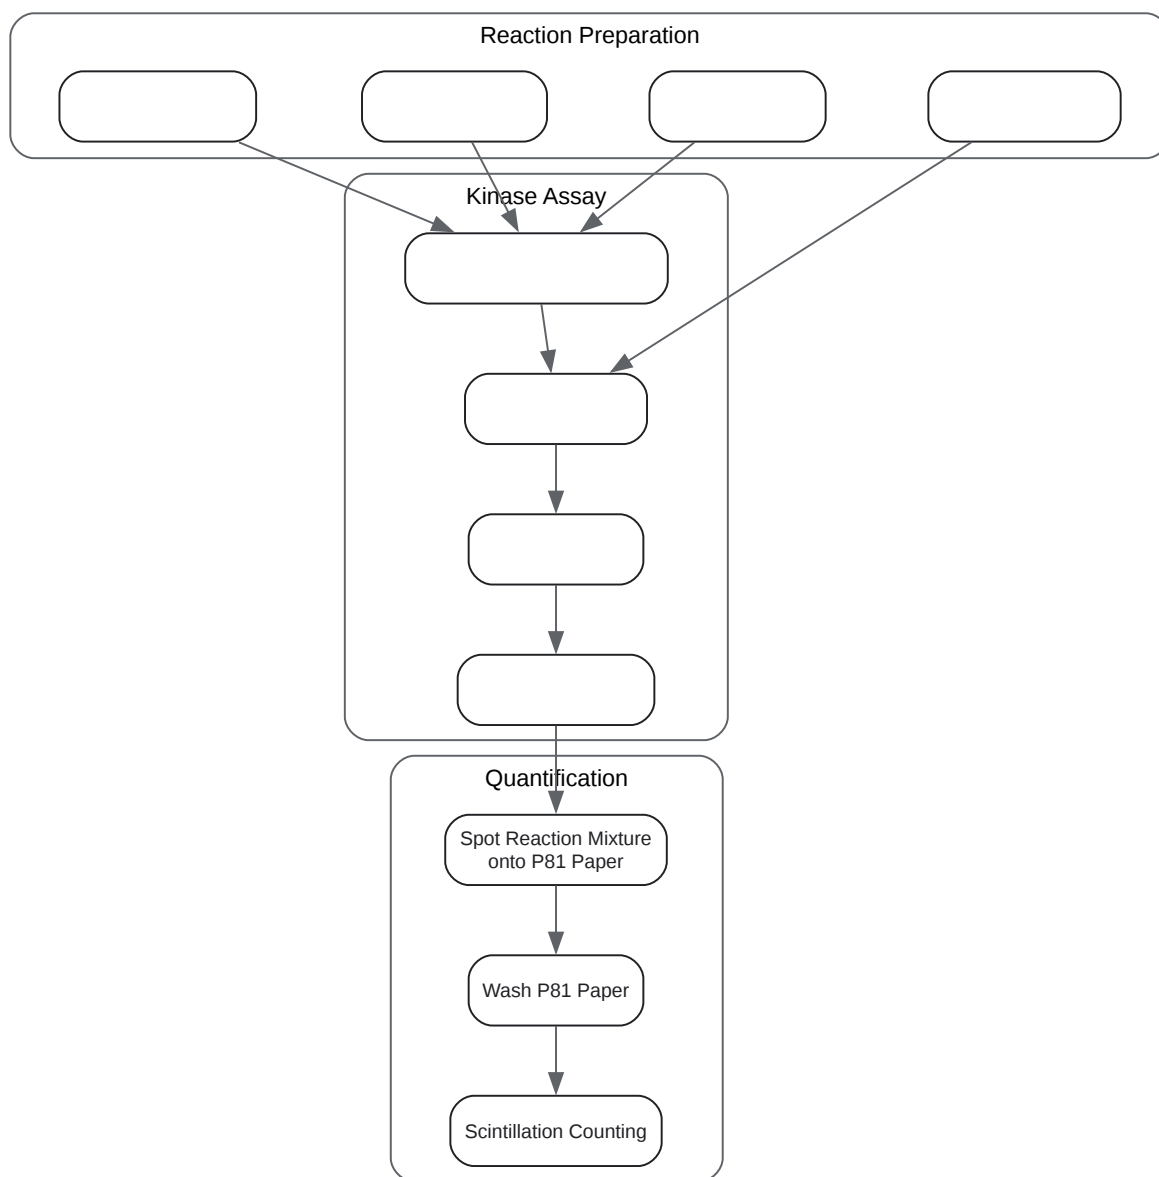 Reaction Preparation
Kinase Assay
Quantification
Spot Reaction Mixture
onto P81 Paper
Wash P81 Paper
Scintillation Counting